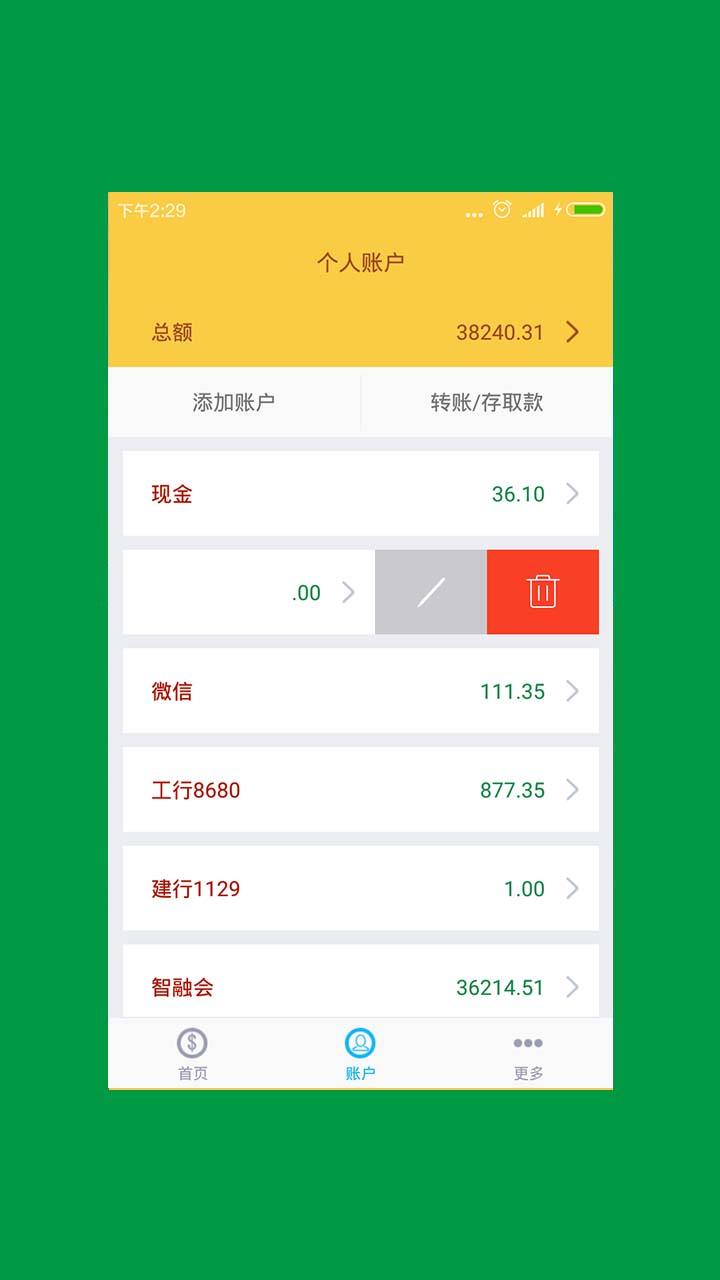 下午2:29
个人账户
总额 38240.31
添加账户 转账/存取款
现金 36.10
.00
微信 111.35
工行8680 877.35
建行1129 1.00
智融会 36214.51
首页 账户 更多